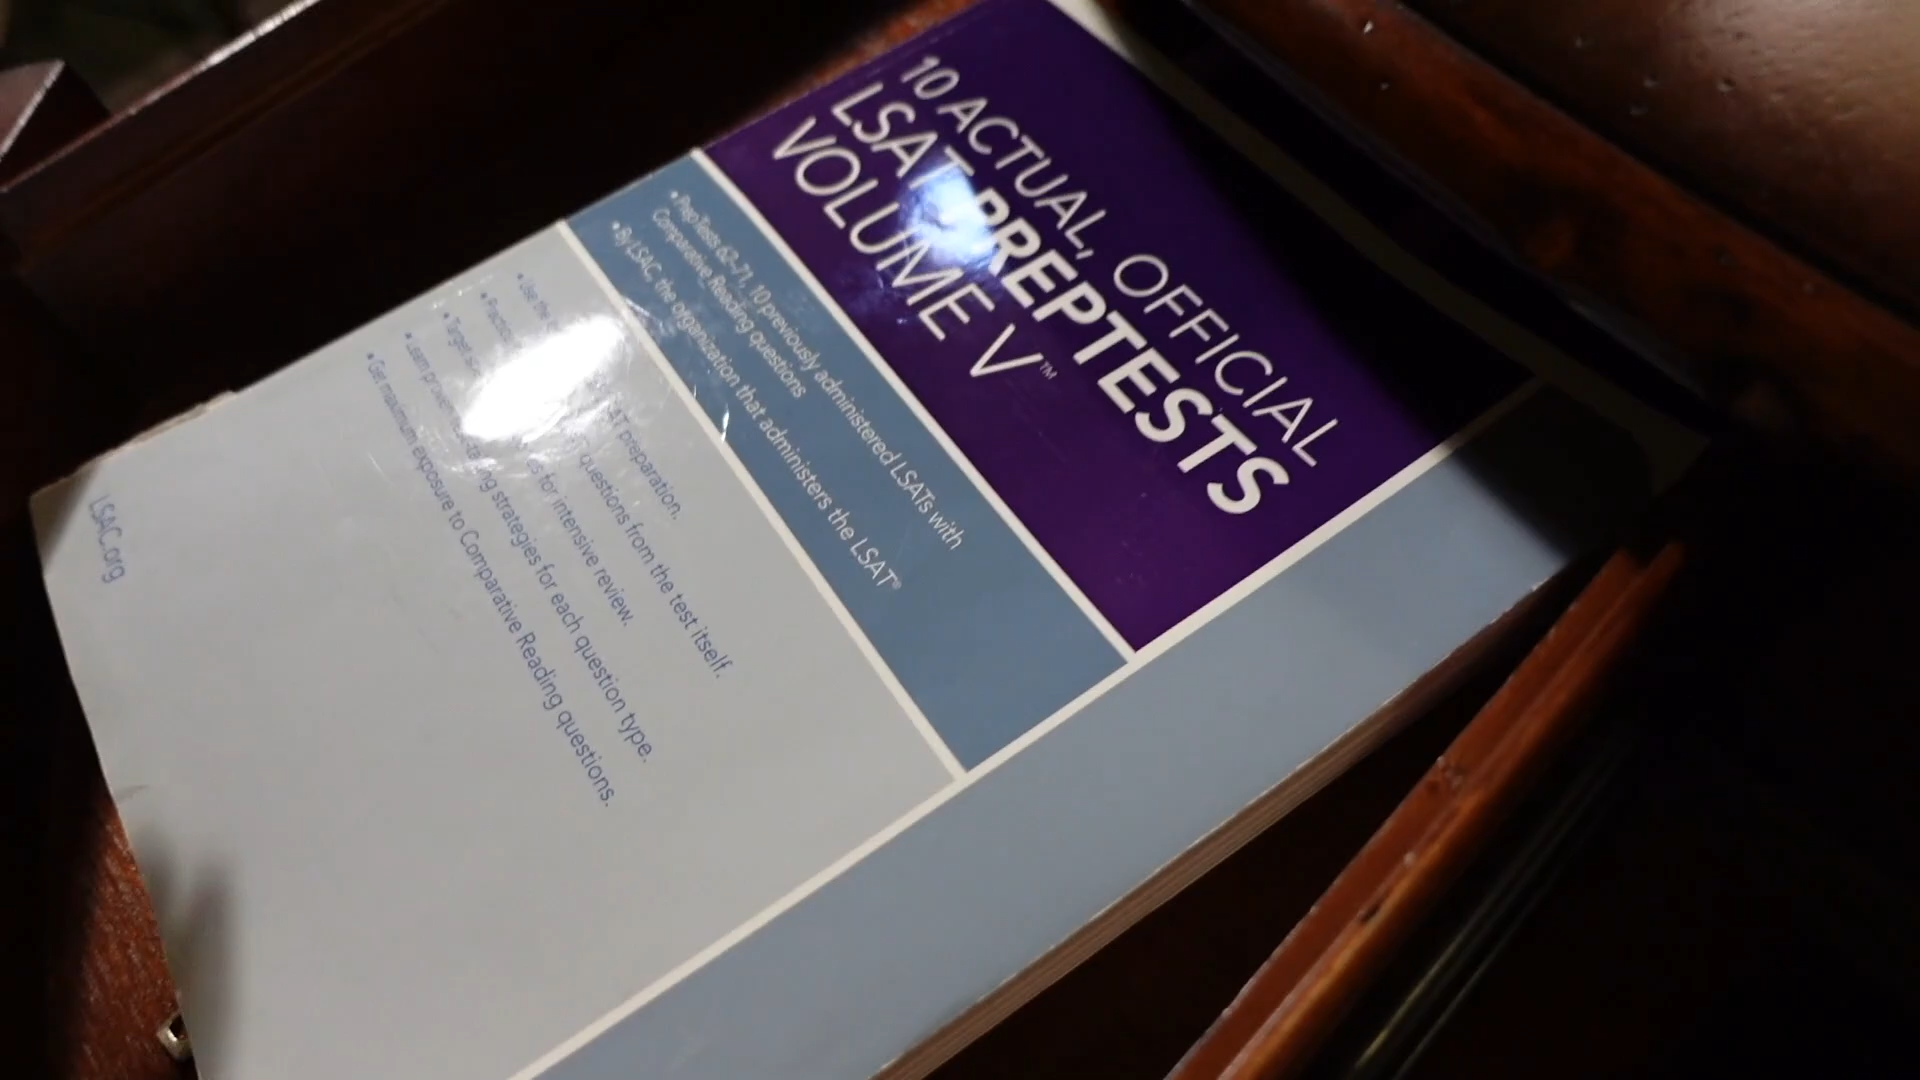 10 ACTUAL, OFFICIAL
LSAT PREPTESTS
VOLUME V™
• PrepTests 62–71, 10 previously administered LSATs with
Comparative Reading questions
• By LSAC, the organization that administers the LSAT®
• Use the preparation.
• Practice questions from the test itself.
• Target for intensive review.
• Learn proven strategies for each question type.
• Get maximum exposure to Comparative Reading questions.
LSAC.org